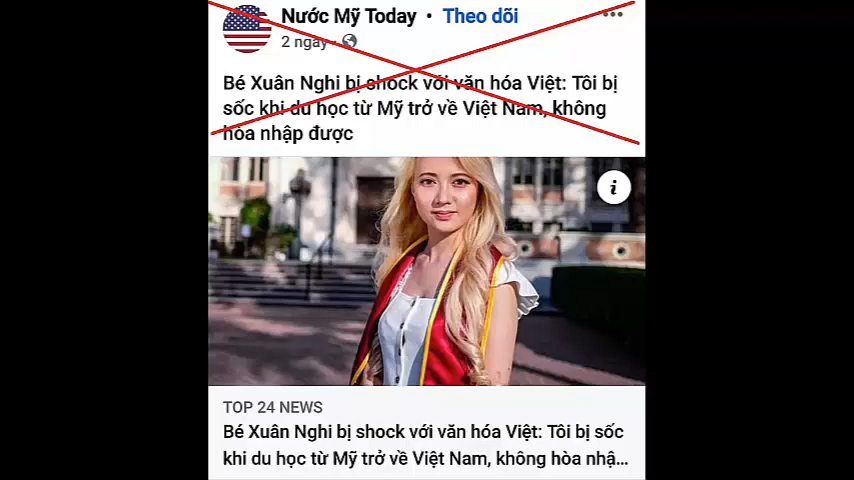 Nước Mỹ Today • Theo dõi
2 ngày
Bé Xuân Nghi bị shock với văn hóa Việt: Tôi bị
sốc khi du học từ Mỹ trở về Việt Nam, không
hòa nhập được
i
TOP 24 NEWS
Bé Xuân Nghi bị shock với văn hóa Việt: Tôi bị sốc
khi du học từ Mỹ trở về Việt Nam, không hòa nhậ...